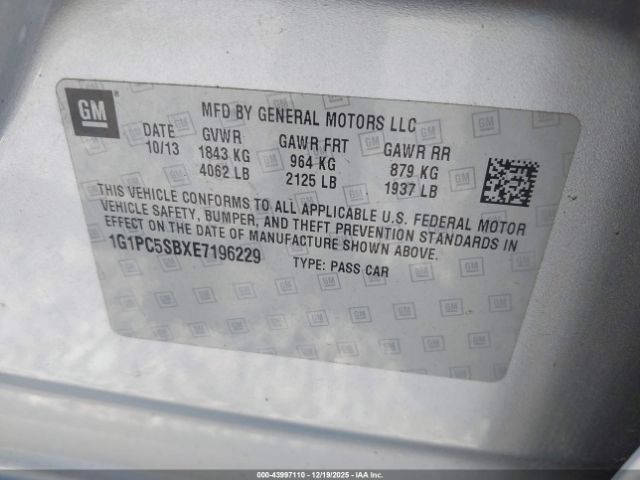 GM
MFD BY GENERAL MOTORS LLC
DATE GVWR GAWR FRT GAWR RR
10/13 1843 KG 964 KG 879 KG
4062 LB 2125 LB 1937 LB
THIS VEHICLE CONFORMS TO ALL APPLICABLE U.S. FEDERAL MOTOR
VEHICLE SAFETY, BUMPER, AND THEFT PREVENTION STANDARDS IN
EFFECT ON THE DATE OF MANUFACTURE SHOWN ABOVE.
1G1PC5SBXE7196229 TYPE: PASS CAR
000-43997110 - 12/19/2025 - IAAI.com